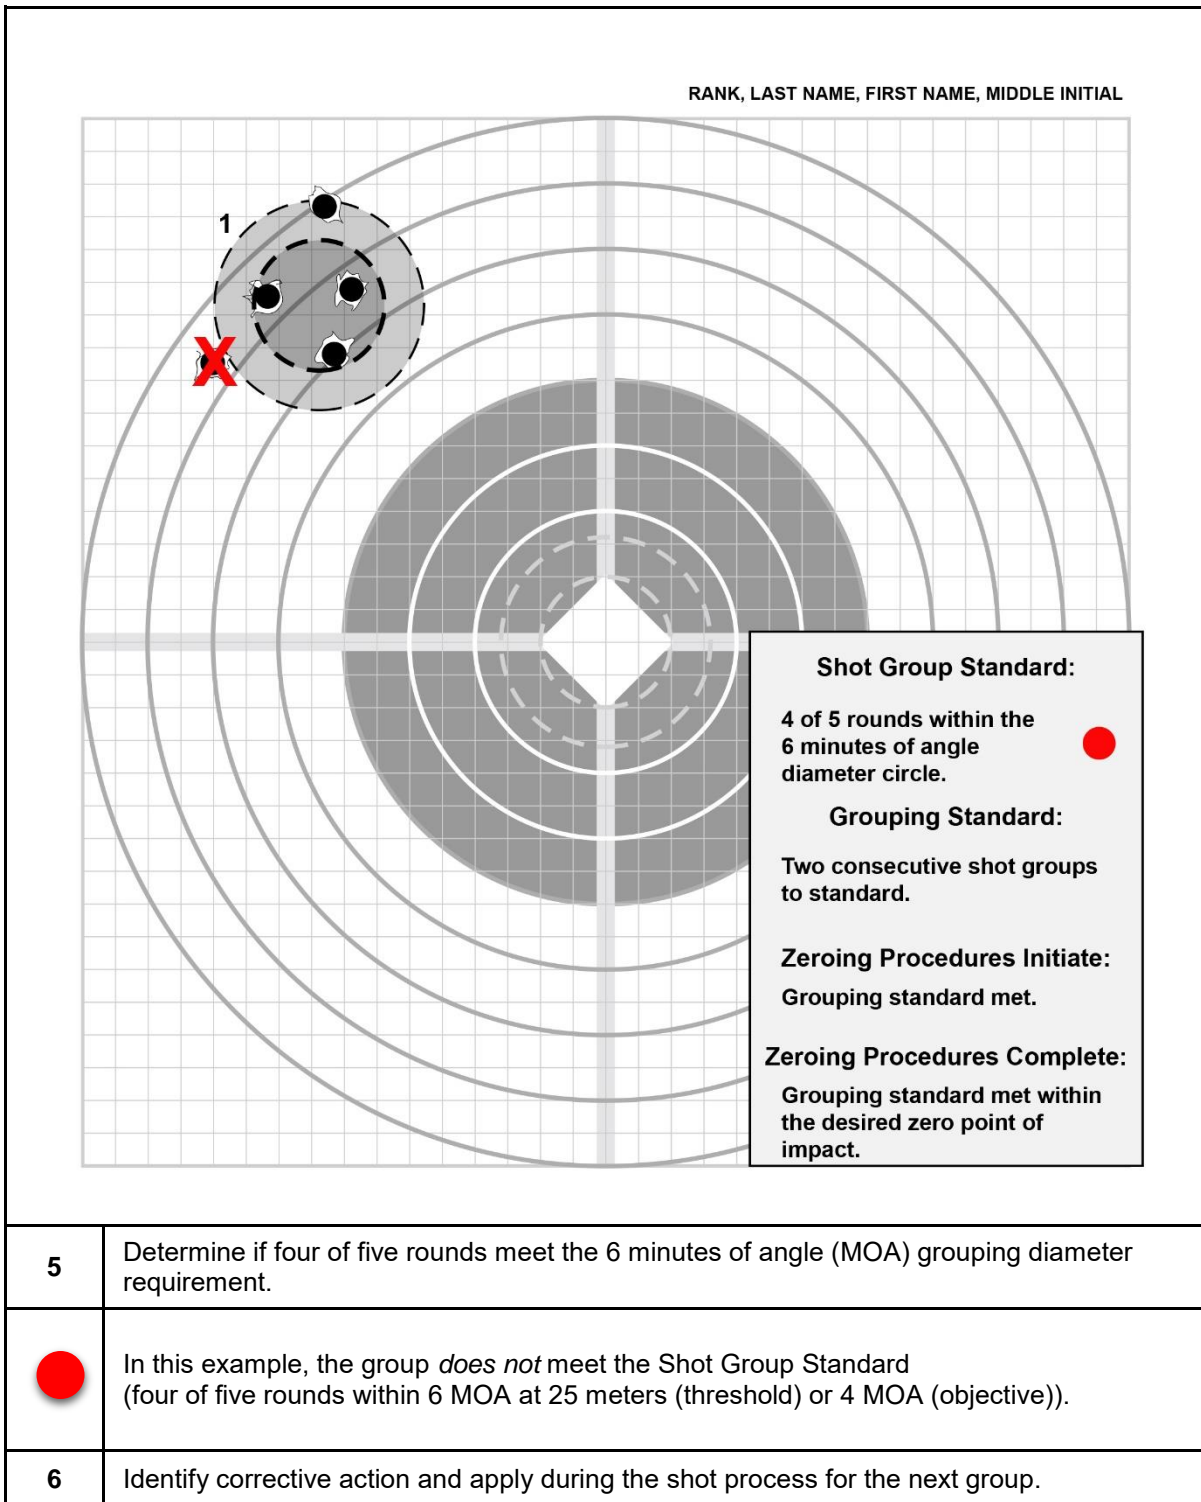 RANK, LAST NAME, FIRST NAME, MIDDLE INITIAL
1
X
Shot Group Standard:
4 of 5 rounds within the
6 minutes of angle
diameter circle.
Grouping Standard:
Two consecutive shot groups
to standard.
Zeroing Procedures Initiate:
Grouping standard met.
Zeroing Procedures Complete:
Grouping standard met within
the desired zero point of
impact.
5
Determine if four of five rounds meet the 6 minutes of angle (MOA) grouping diameter
requirement.
In this example, the group does not meet the Shot Group Standard
(four of five rounds within 6 MOA at 25 meters (threshold) or 4 MOA (objective)).
6
Identify corrective action and apply during the shot process for the next group.